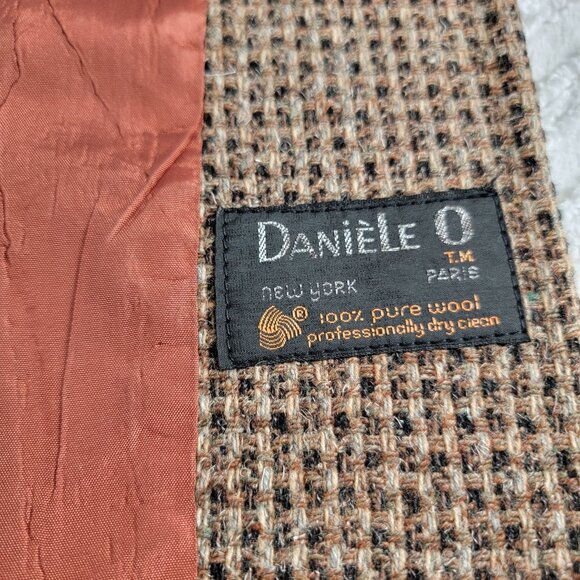 DANIÈLE O
T.M
NEW YORK PARIS
® 100% pure wool
professionally dry clean